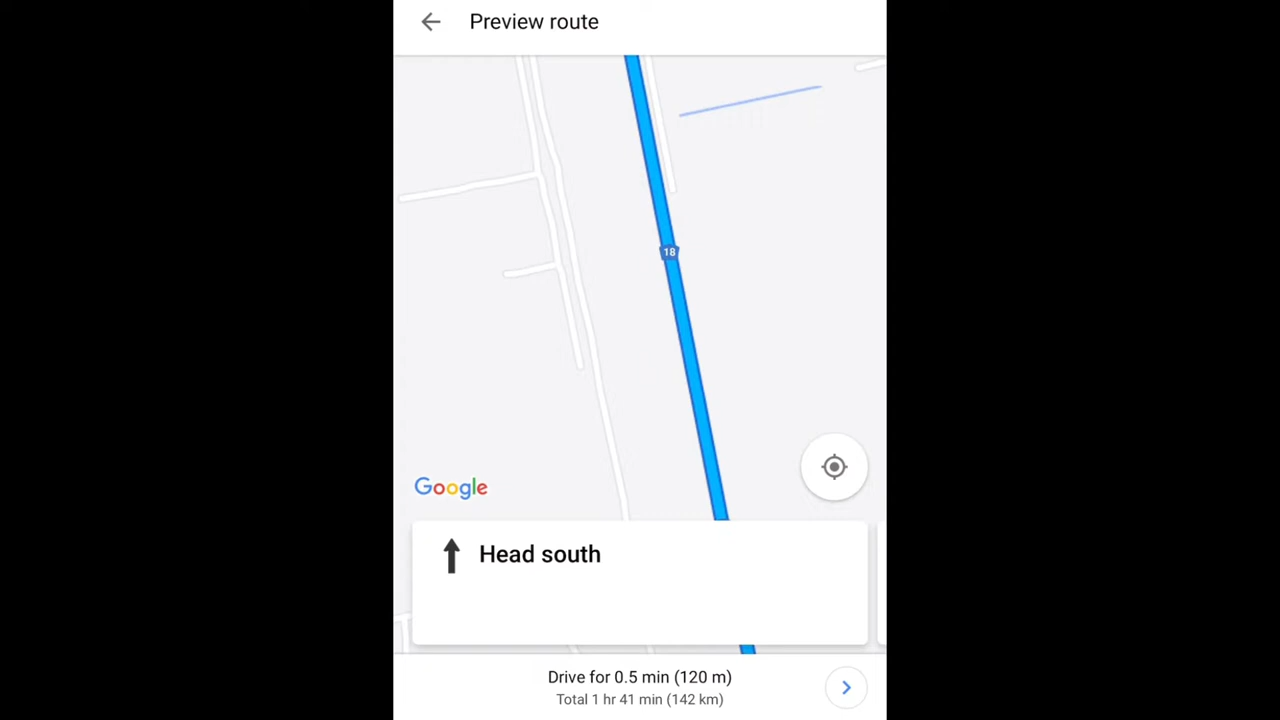 Preview route
18
Google
Head south
Drive for 0.5 min (120 m)
Total 1 hr 41 min (142 km)